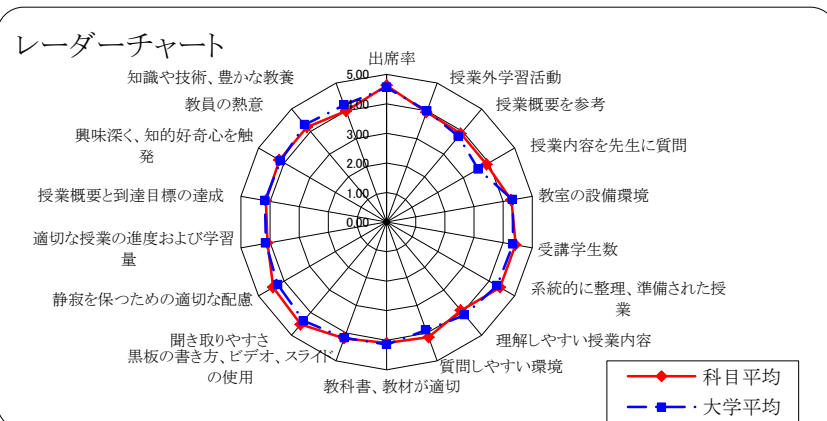 レーダーチャート
出席率
授業外学習活動
授業概要を参考
授業内容を先生に質問
教室の設備環境
受講学生数
系統的に整理、準備された授
業
理解しやすい授業内容
質問しやすい環境
教科書、教材が適切
黒板の書き方、ビデオ、スライド
の使用
聞き取りやすさ
静寂を保つための適切な配慮
適切な授業の進度および学習
量
授業概要と到達目標の達成
興味深く、知的好奇心を触
発
教員の熱意
知識や技術、豊かな教養
5.00
4.00
3.00
2.00
1.00
0.00
科目平均
大学平均